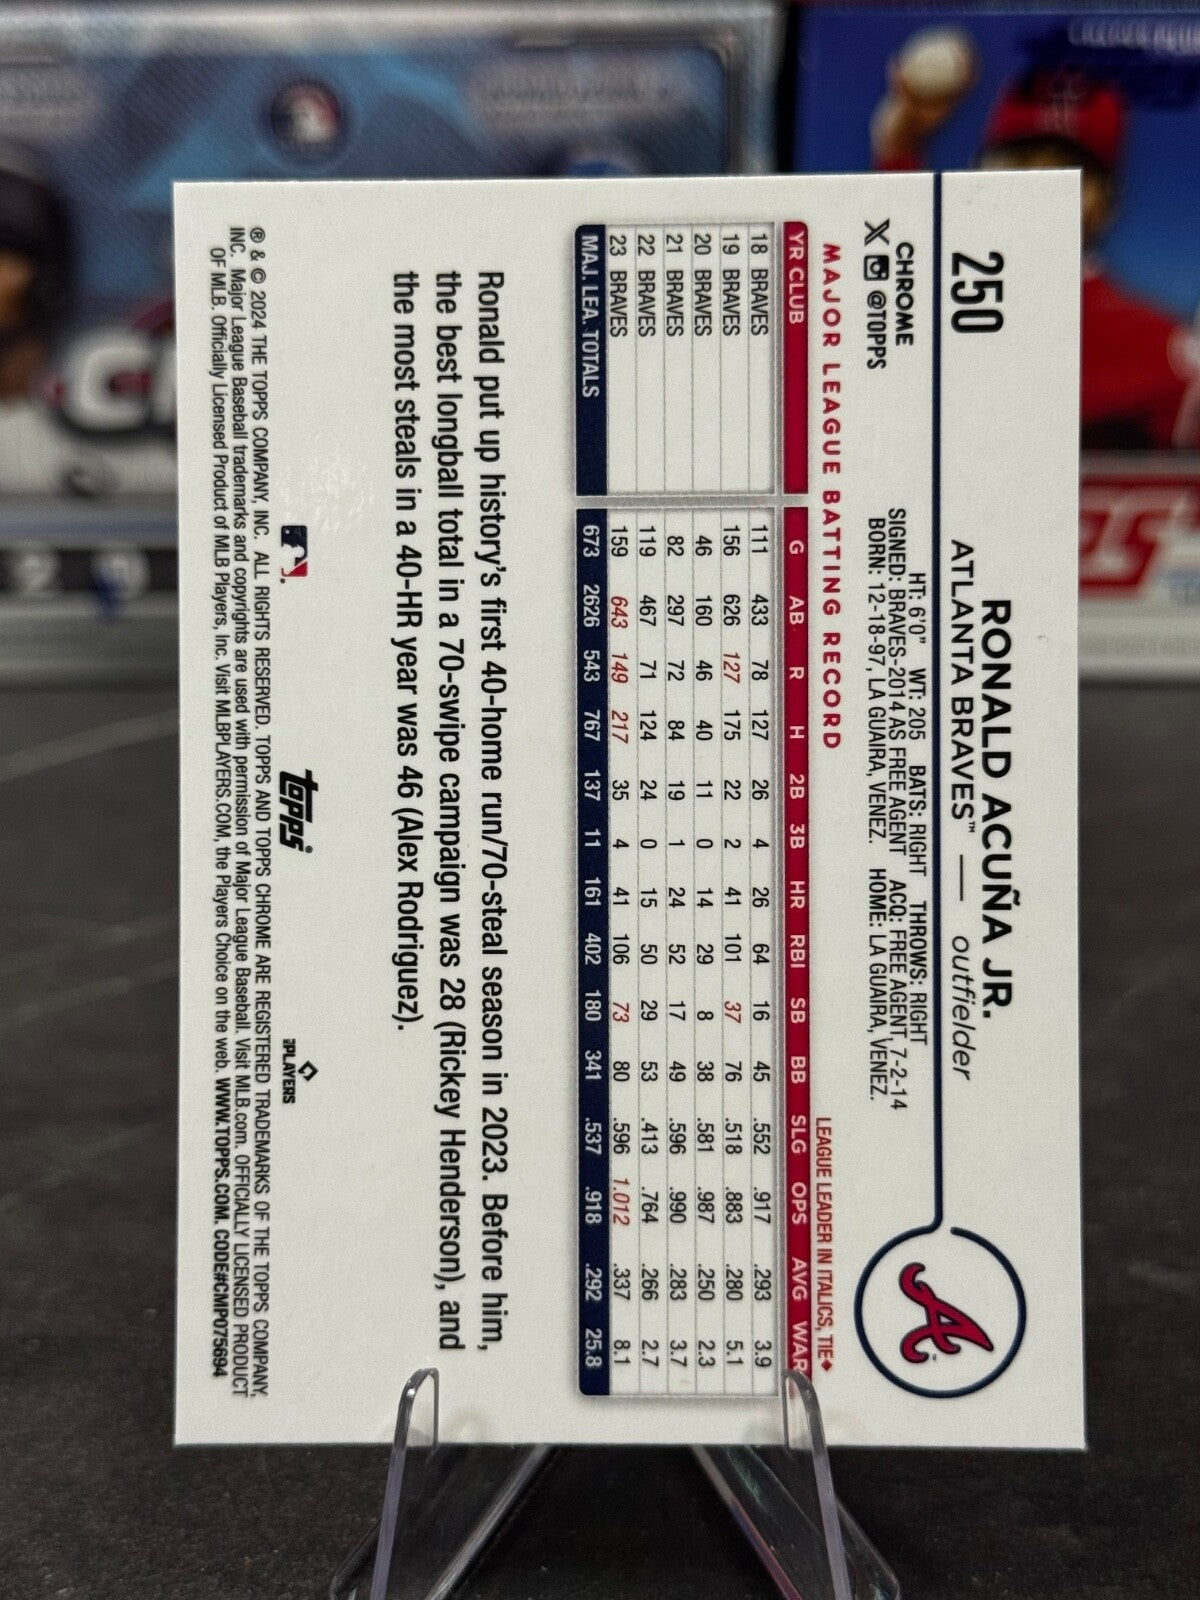 250
RONALD ACUÑA JR.
ATLANTA BRAVES™ — outfielder
CHROME
@TOPPS
HT: 6'0" WT: 205 BATS: RIGHT THROWS: RIGHT
SIGNED: BRAVES-2014 AS FREE AGENT ACQ: FREE AGENT, 7-2-14
BORN: 12-18-97, LA GUAIRA, VENEZ. HOME: LA GUAIRA, VENEZ.
A
MAJOR LEAGUE BATTING RECORD
LEAGUE LEADER IN ITALICS, TIE♦
YR CLUB G AB R H 2B 3B HR RBI SB BB SLG OPS AVG WAR
18 BRAVES 111 433 78 127 26 4 26 64 16 45 .552 .917 .293 3.9
19 BRAVES 156 626 127 175 22 2 41 101 37 76 .518 .883 .280 5.1
20 BRAVES 46 160 46 40 11 0 14 29 8 38 .581 .987 .250 2.3
21 BRAVES 82 297 72 84 19 1 24 52 17 49 .596 .990 .283 3.7
22 BRAVES 119 467 71 124 24 0 15 50 29 53 .413 .764 .266 2.7
23 BRAVES 159 643 149 217 35 4 41 106 73 80 .596 1.012 .337 8.1
MAJ. LEA. TOTALS 673 2626 543 767 137 11 161 402 180 341 .537 .918 .292 25.8
Ronald put up history's first 40-home run/70-steal season in 2023. Before him,
the best longball total in a 70-swipe campaign was 28 (Rickey Henderson), and
the most steals in a 40-HR year was 46 (Alex Rodriguez).
topps®
PLAYERS
® & © 2024 THE TOPPS COMPANY, INC. ALL RIGHTS RESERVED. TOPPS AND TOPPS CHROME ARE REGISTERED TRADEMARKS OF THE TOPPS COMPANY,
INC. Major League Baseball trademarks and copyrights are used with permission of Major League Baseball. Visit MLB.com. OFFICIALLY LICENSED PRODUCT
OF MLB. Officially Licensed Product of MLB Players, Inc. Visit MLBPLAYERS.COM, the Players Choice on the web. WWW.TOPPS.COM. CODE#CMP075694